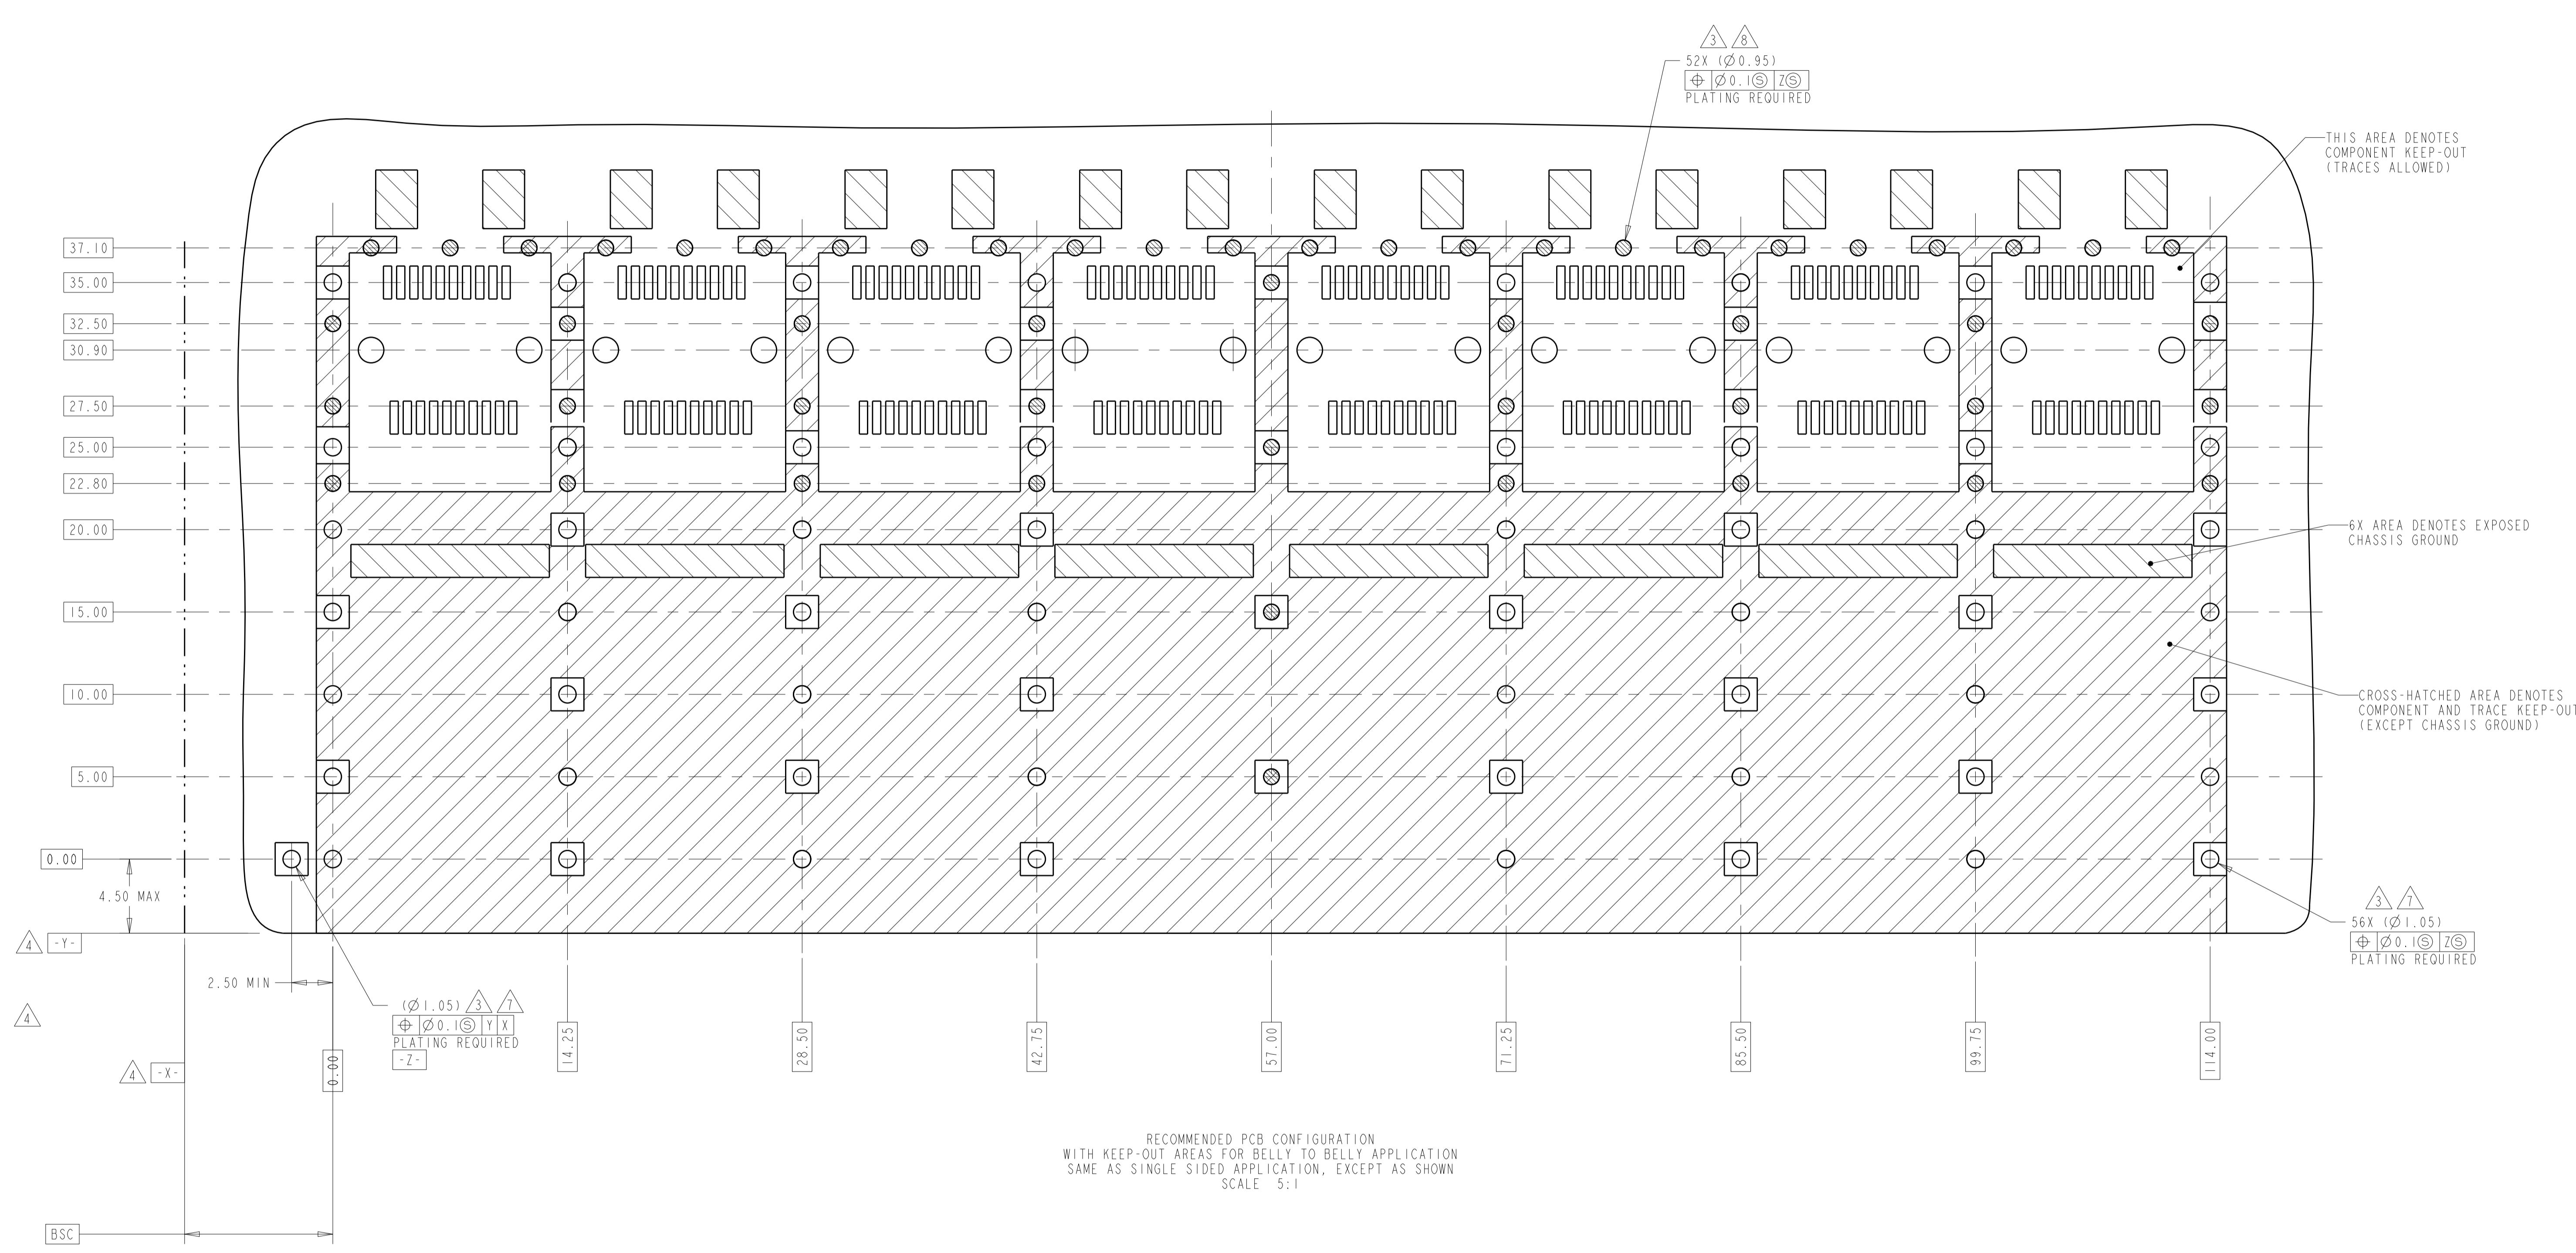 3 8
52X (Ø0.95)
⌖ Ø0.1Ⓢ ZⓈ
PLATING REQUIRED
THIS AREA DENOTES
COMPONENT KEEP-OUT
(TRACES ALLOWED)
37.10
35.00
32.50
30.90
27.50
25.00
22.80
20.00
15.00
10.00
5.00
0.00
4.50 MAX
6X AREA DENOTES EXPOSED
CHASSIS GROUND
CROSS-HATCHED AREA DENOTES
COMPONENT AND TRACE KEEP-OUT
(EXCEPT CHASSIS GROUND)
3 7
56X (Ø1.05)
⌖ Ø0.1Ⓢ ZⓈ
PLATING REQUIRED
4 -Y-
2.50 MIN
4
(Ø1.05) 3 7
⌖ Ø0.1Ⓢ Y X
PLATING REQUIRED
-Z-
4 -X-
0.00
14.25
28.50
42.75
57.00
71.25
85.50
99.75
114.00
RECOMMENDED PCB CONFIGURATION
WITH KEEP-OUT AREAS FOR BELLY TO BELLY APPLICATION
SAME AS SINGLE SIDED APPLICATION, EXCEPT AS SHOWN
SCALE 5:1
BSC